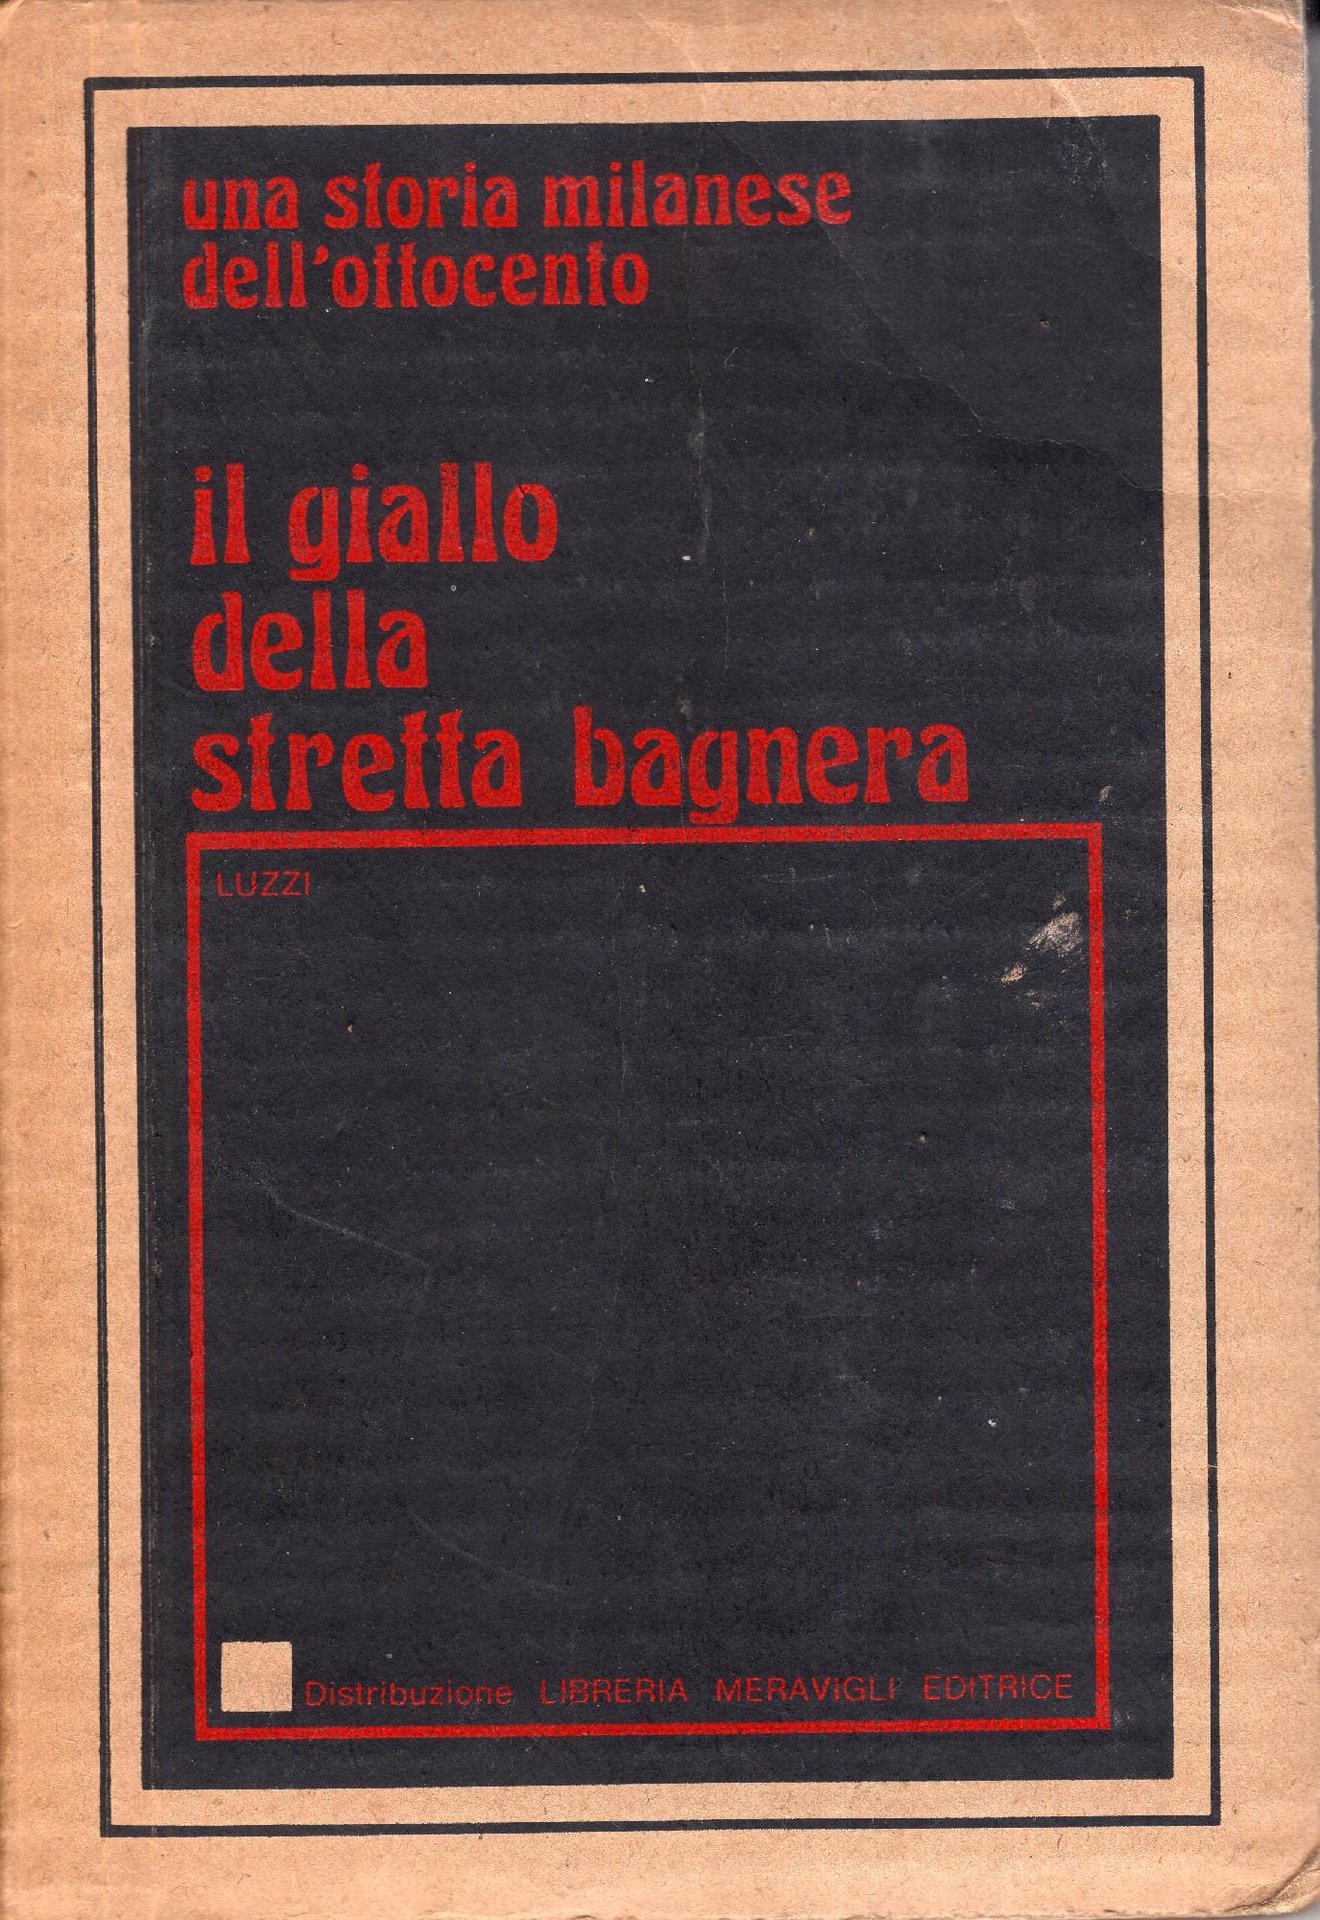 una storia milanese
dell'ottocento
il giallo
della
stretta bagnera
LUZZI
Distribuzione LIBRERIA MERAVIGLI EDITRICE